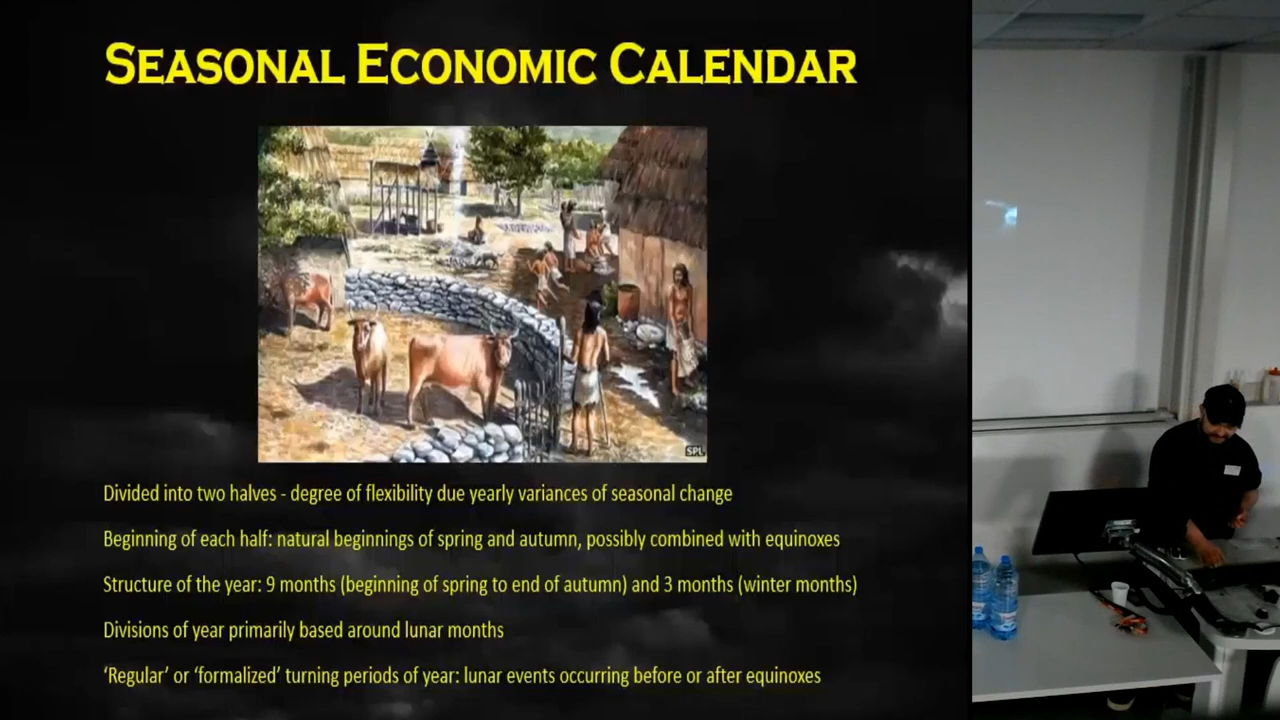 SEASONAL ECONOMIC CALENDAR
SPL
Divided into two halves - degree of flexibility due yearly variances of seasonal change
Beginning of each half: natural beginnings of spring and autumn, possibly combined with equinoxes
Structure of the year: 9 months (beginning of spring to end of autumn) and 3 months (winter months)
Divisions of year primarily based around lunar months
‘Regular’ or ‘formalized’ turning periods of year: lunar events occurring before or after equinoxes